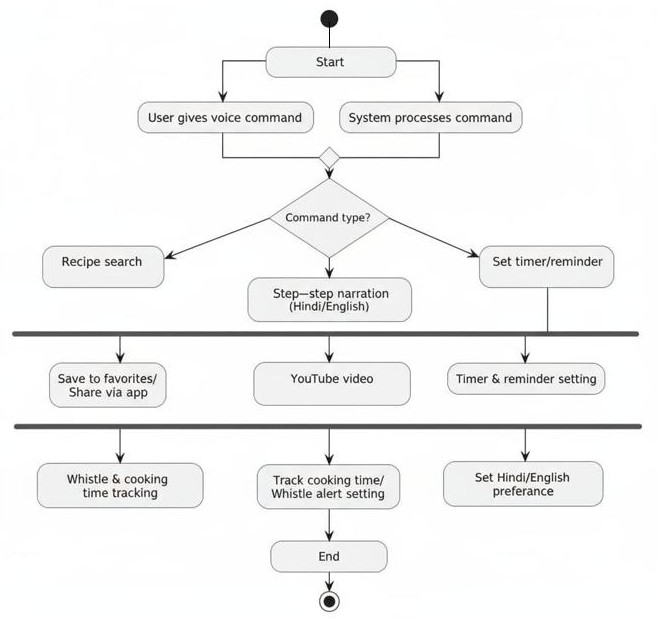 Start
User gives voice command
System processes command
Command type?
Recipe search
Step—step narration
(Hindi/English)
Set timer/reminder
Save to favorites/
Share via app
YouTube video
Timer & reminder setting
Whistle & cooking
time tracking
Track cooking time/
Whistle alert setting
Set Hindi/English
preferance
End